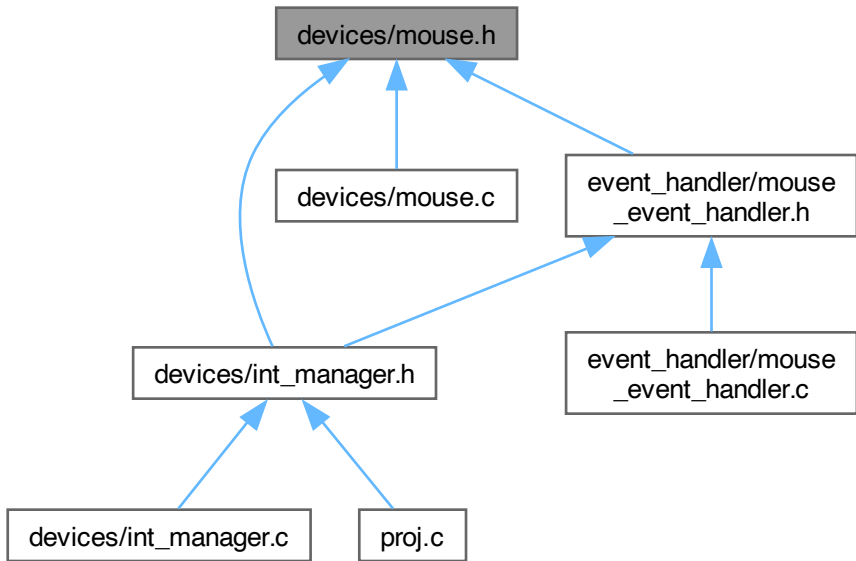 devices/mouse.h
devices/mouse.c
event_handler/mouse
_event_handler.h
devices/int_manager.h
event_handler/mouse
_event_handler.c
devices/int_manager.c
proj.c